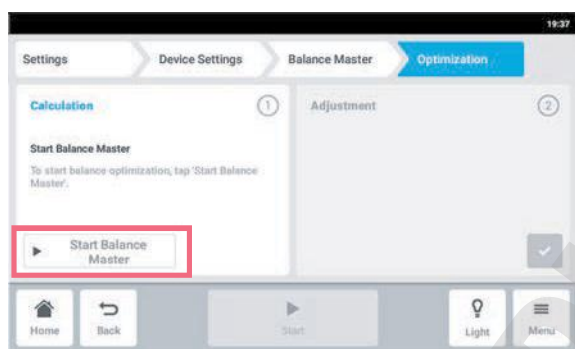 19:37
Settings
Device Settings
Balance Master
Optimization
Calculation
1
Adjustment
2
Start Balance Master
To start balance optimization, tap 'Start Balance
Master'.
Start Balance
Master
Home
Back
Start
Light
Menu